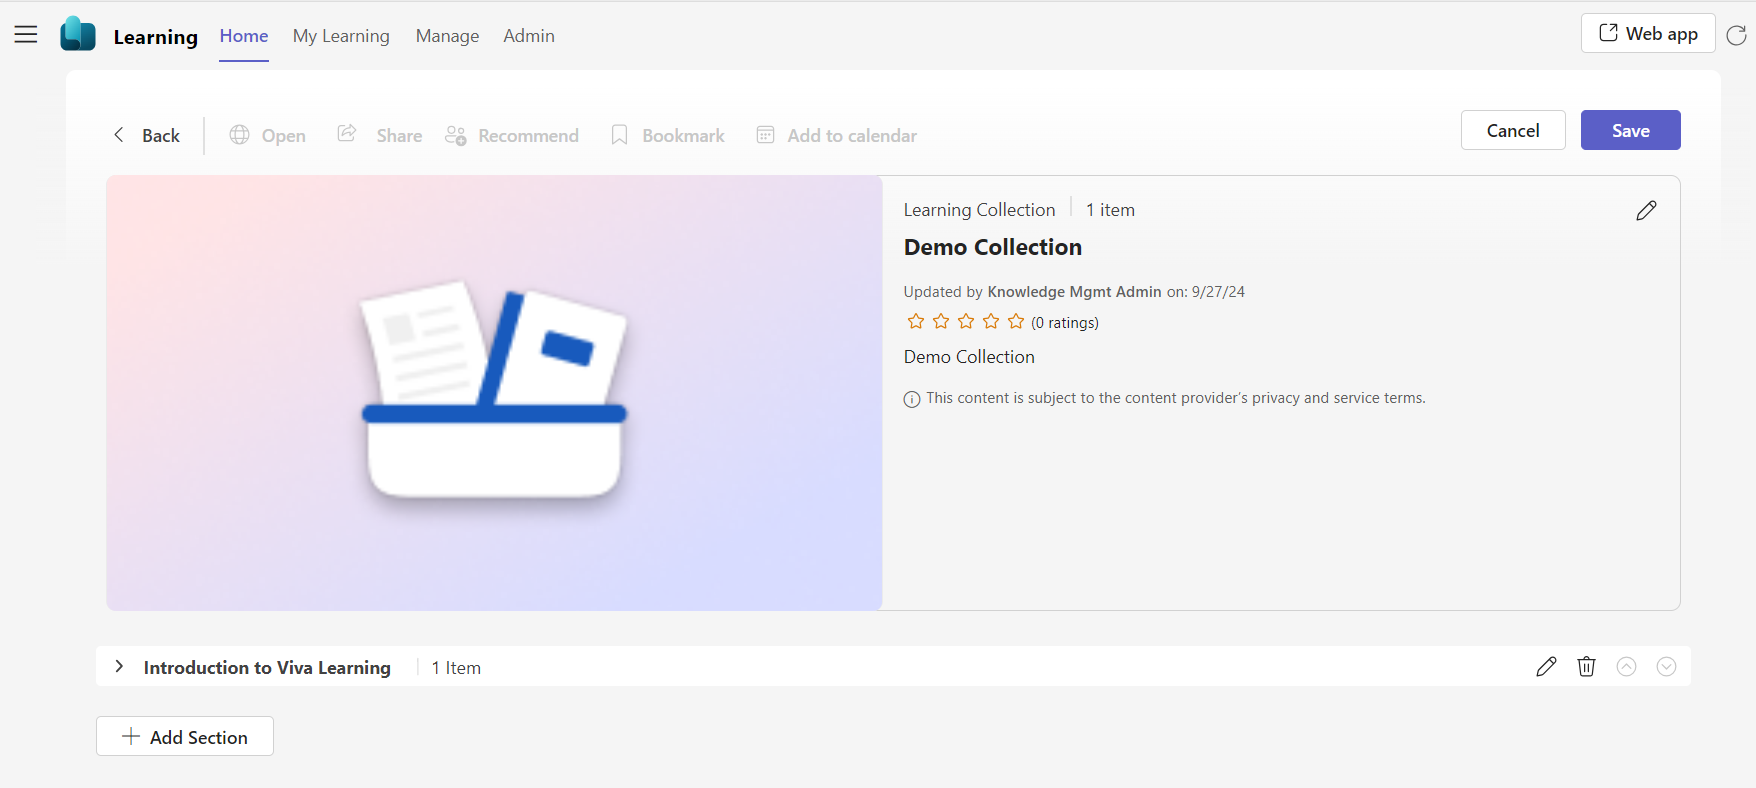 Learning Home My Learning Manage Admin Web app
Back Open Share Recommend Bookmark Add to calendar Cancel Save
Learning Collection 1 item
Demo Collection
Updated by Knowledge Mgmt Admin on: 9/27/24
(0 ratings)
Demo Collection
This content is subject to the content provider's privacy and service terms.
Introduction to Viva Learning 1 Item
Add Section